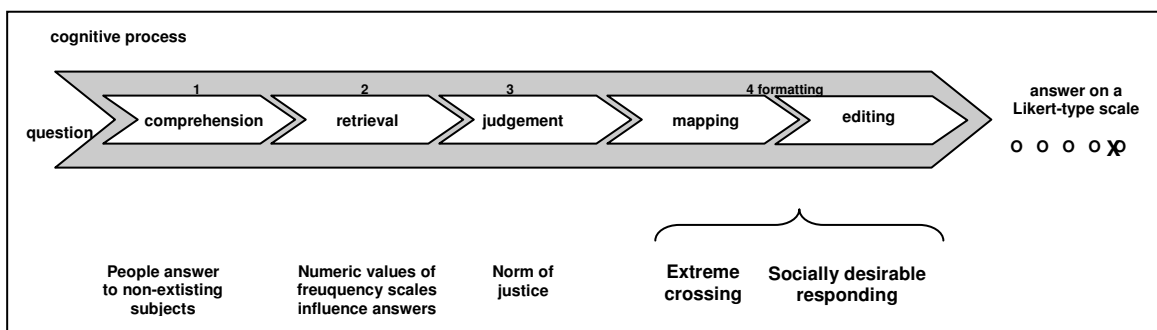 cognitive process
1 2 3 4 formatting
answer on a
Likert-type scale
question comprehension retrieval judgement mapping editing
o o o o x o
People answer
to non-extisting
subjects
Numeric values of
freuquency scales
influence answers
Norm of
justice
Extreme
crossing
Socially desirable
responding